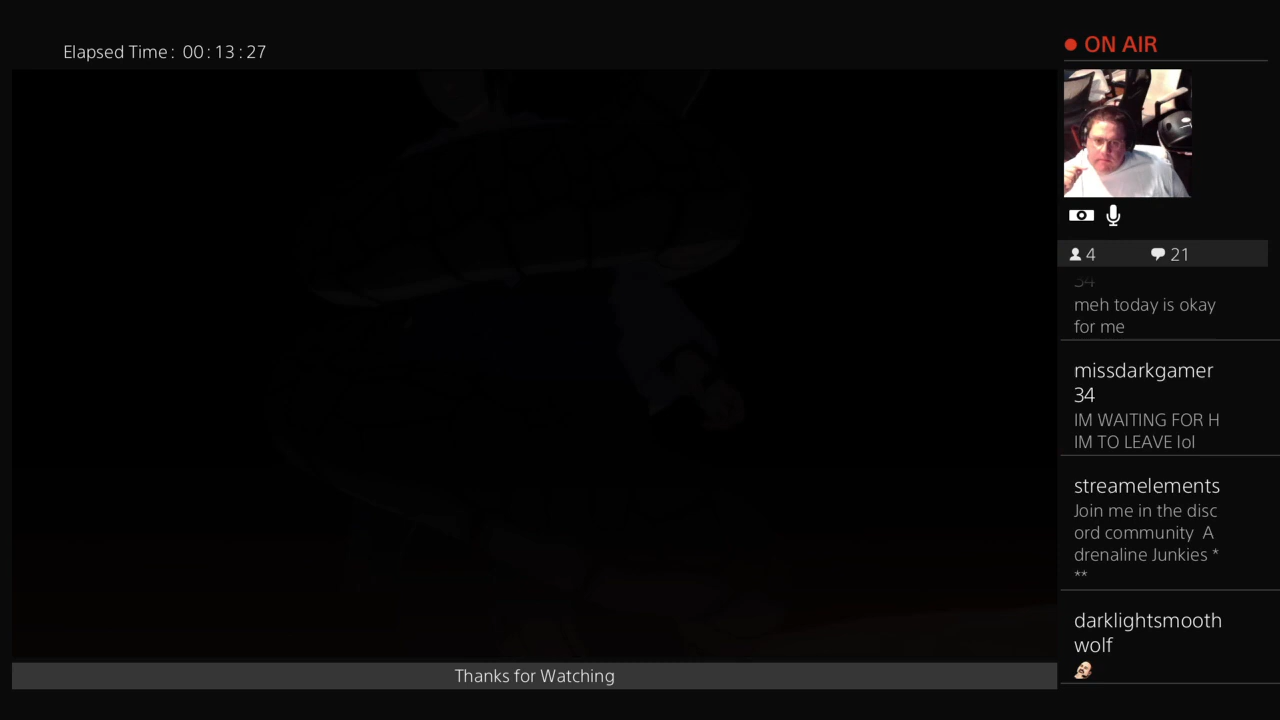 Elapsed Time: 00:13:27
ON AIR
4 21
34
meh today is okay
for me
missdarkgamer
34
IM WAITING FOR H
IM TO LEAVE lol
streamelements
Join me in the disc
ord community A
drenaline Junkies *
**
darklightsmooth
wolf
Thanks for Watching